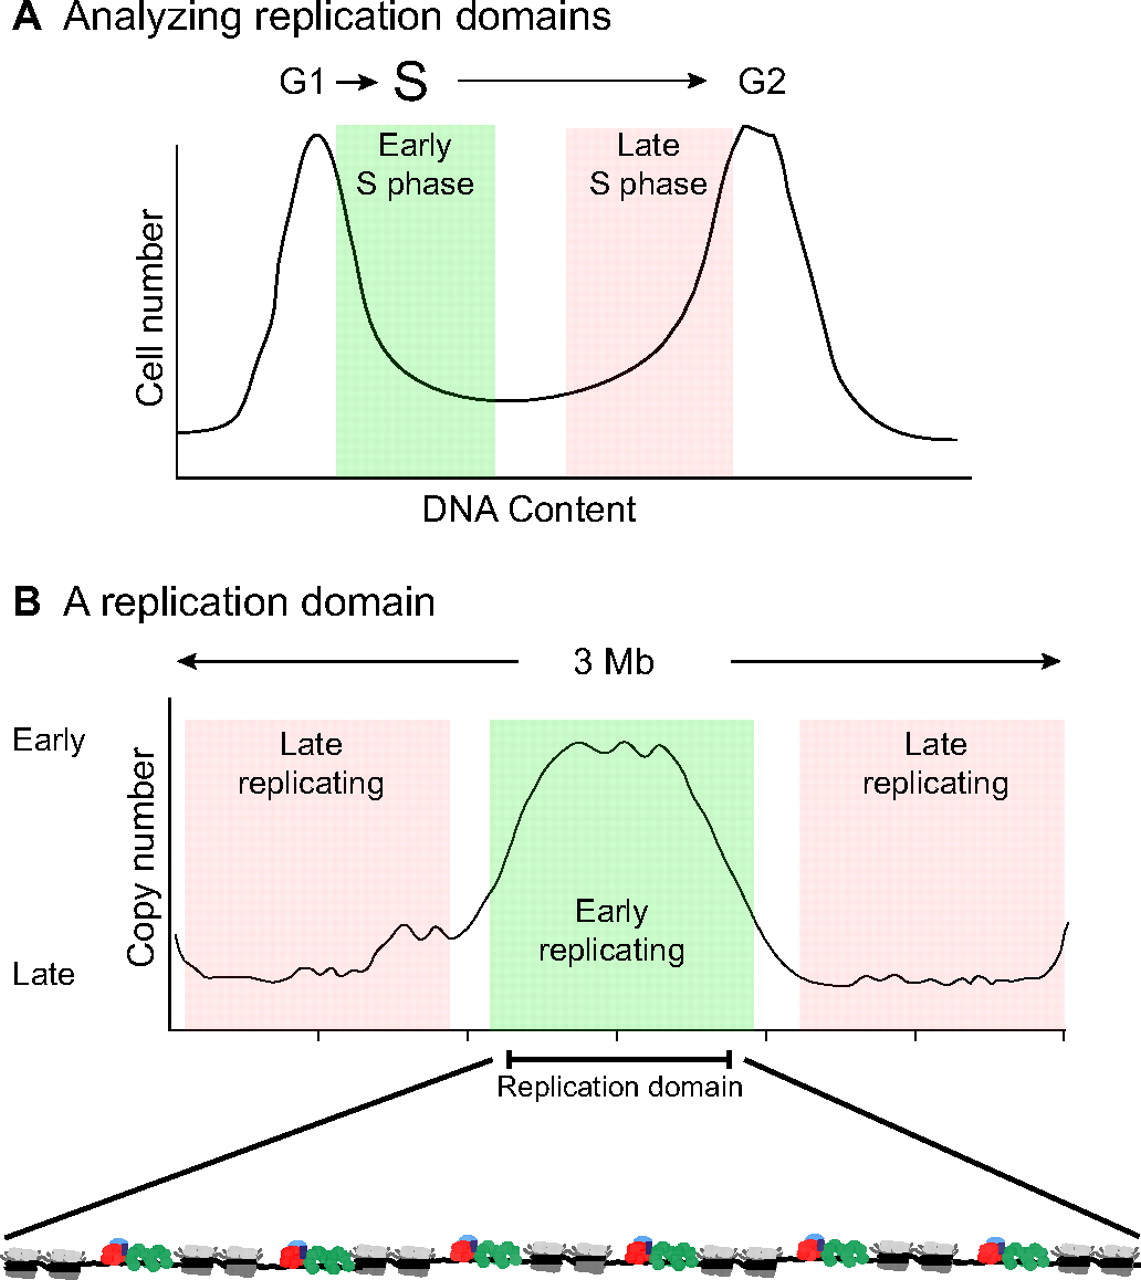 A Analyzing replication domains
G1 S G2
Early
S phase
Late
S phase
Cell number
DNA Content
B A replication domain
3 Mb
Early
Late
Copy number
Late
replicating
Early
replicating
Late
replicating
Replication domain